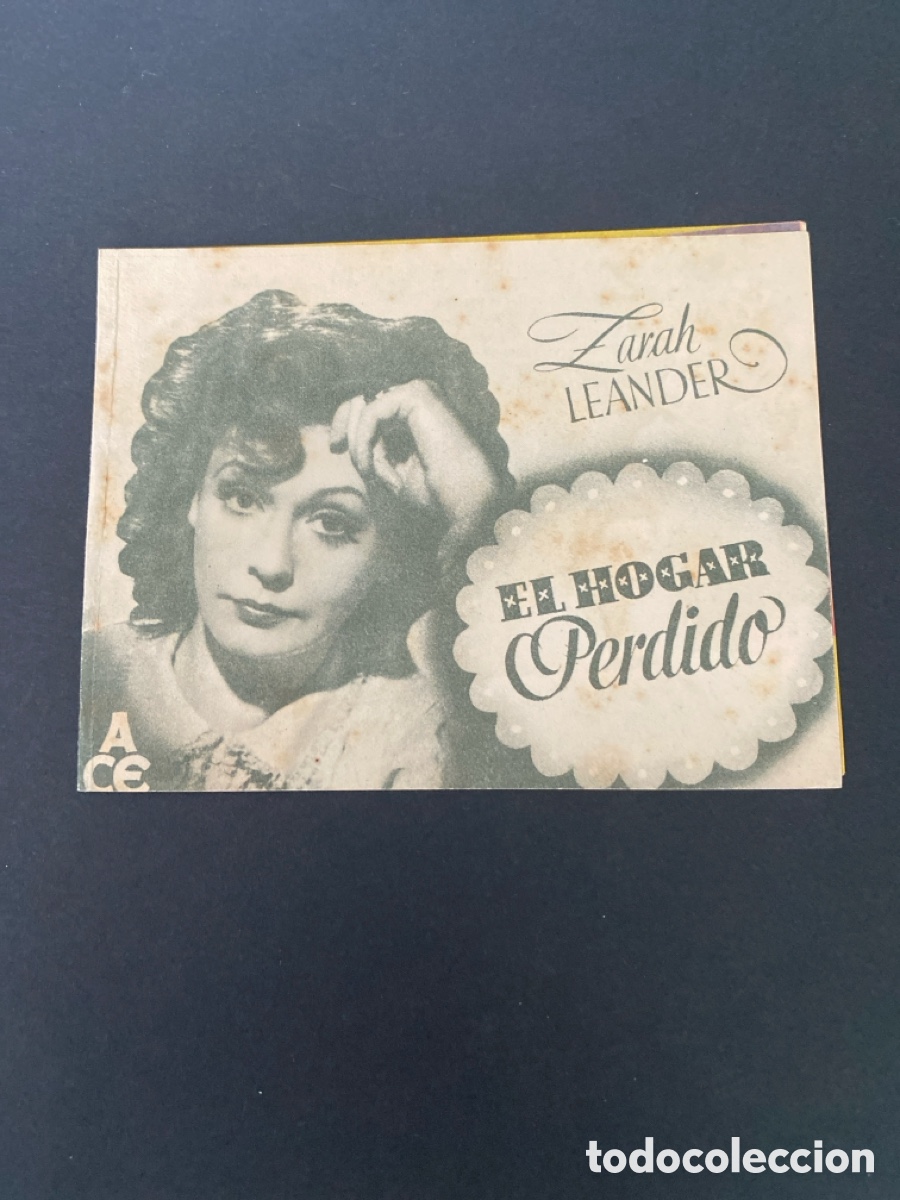 Zarah
LEANDER
EL HOGAR
Perdido
A
CE
todocoleccion